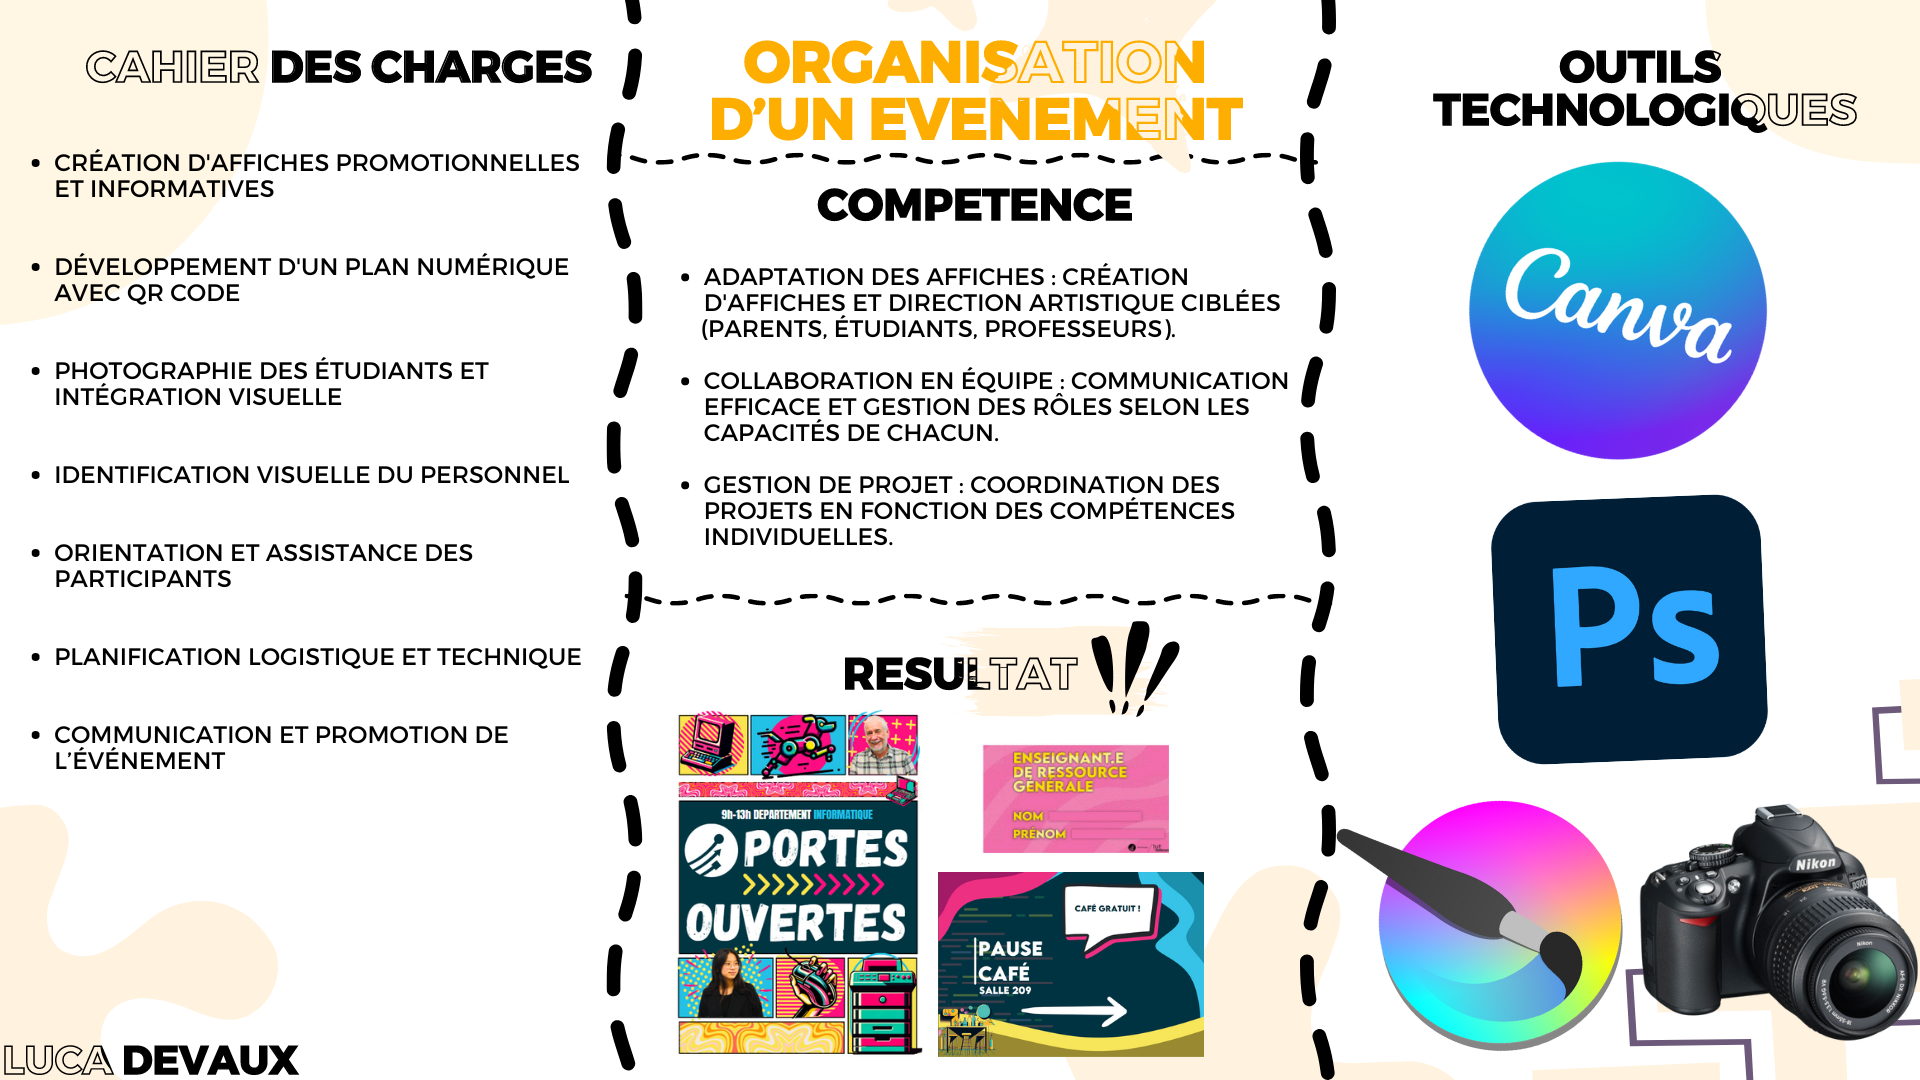 CAHIER DES CHARGES
CRÉATION D'AFFICHES PROMOTIONNELLES
ET INFORMATIVES
DÉVELOPPEMENT D'UN PLAN NUMÉRIQUE
AVEC QR CODE
PHOTOGRAPHIE DES ÉTUDIANTS ET
INTÉGRATION VISUELLE
IDENTIFICATION VISUELLE DU PERSONNEL
ORIENTATION ET ASSISTANCE DES
PARTICIPANTS
PLANIFICATION LOGISTIQUE ET TECHNIQUE
COMMUNICATION ET PROMOTION DE
L'ÉVÉNEMENT
LUCA DEVAUX
ORGANISATION
D'UN EVENEMENT
COMPETENCE
ADAPTATION DES AFFICHES : CRÉATION
D'AFFICHES ET DIRECTION ARTISTIQUE CIBLÉES
(PARENTS, ÉTUDIANTS, PROFESSEURS).
COLLABORATION EN ÉQUIPE : COMMUNICATION
EFFICACE ET GESTION DES RÔLES SELON LES
CAPACITÉS DE CHACUN.
GESTION DE PROJET : COORDINATION DES
PROJETS EN FONCTION DES COMPÉTENCES
INDIVIDUELLES.
RESULTAT
9h-13h DEPARTEMENT INFORMATIQUE
PORTES
OUVERTES
ENSEIGNANT.E
DE RESSOURCE
GÉNÉRALE
NOM
PRÉNOM
CAFÉ GRATUIT !
PAUSE
CAFÉ
SALLE 209
OUTILS
TECHNOLOGIQUES
Canva
Ps
Nikon
D3100
Nikon